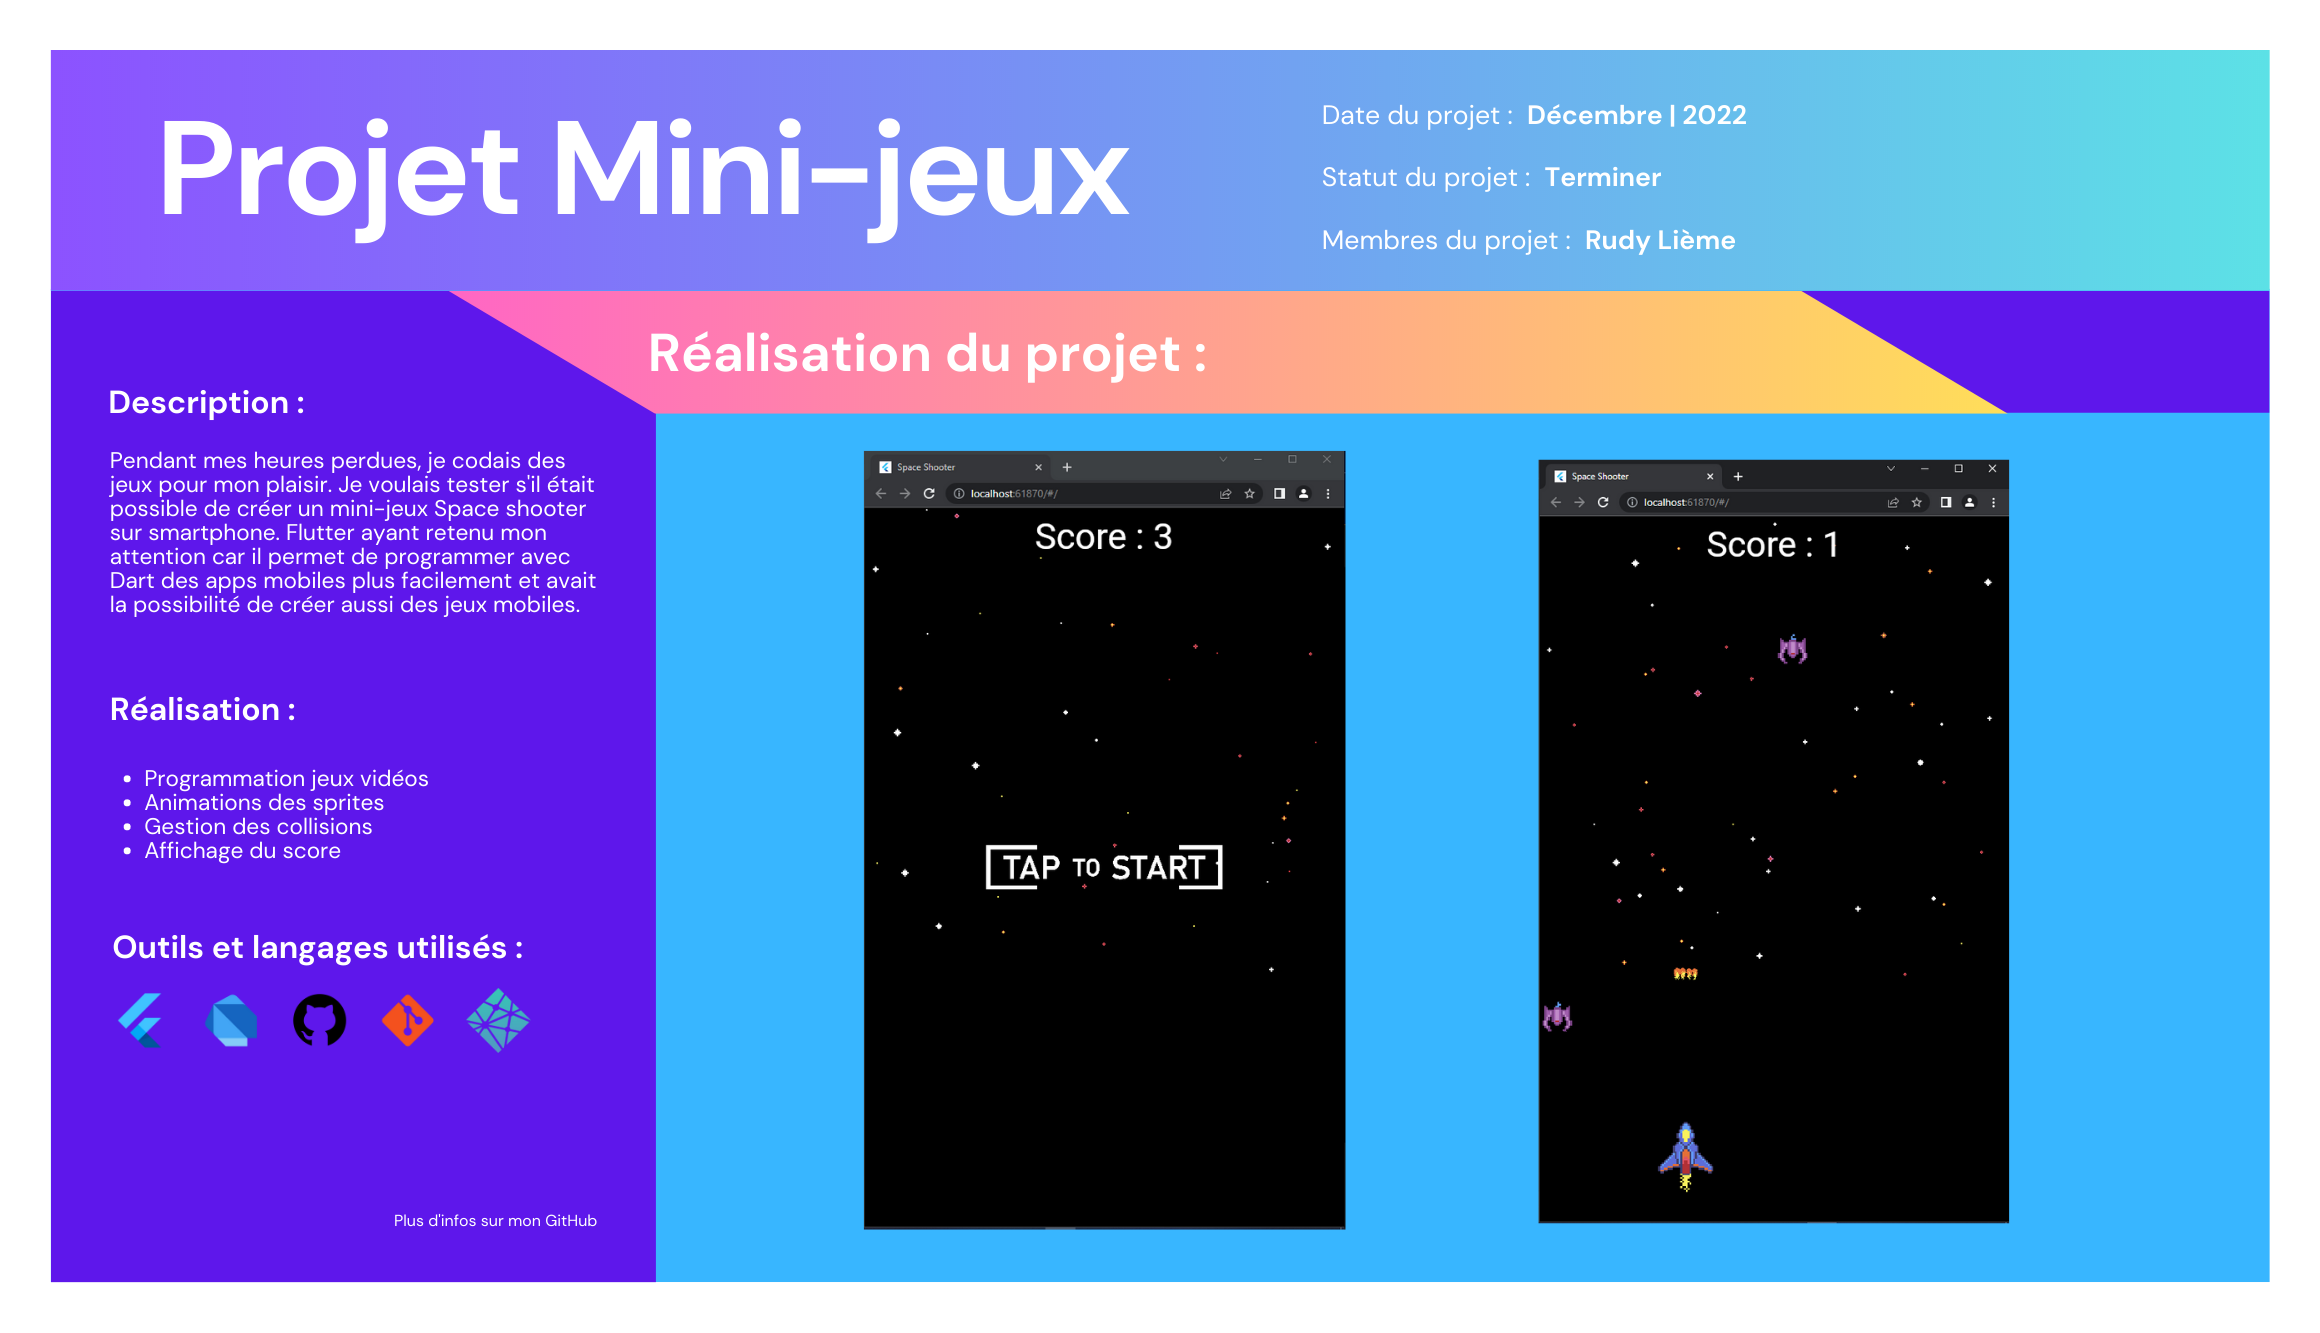 Projet Mini-jeux
Date du projet : Décembre | 2022
Statut du projet : Terminer
Membres du projet : Rudy Lième
Réalisation du projet :
Description :
Pendant mes heures perdues, je codais des
jeux pour mon plaisir. Je voulais tester s'il était
possible de créer un mini-jeux Space shooter
sur smartphone. Flutter ayant retenu mon
attention car il permet de programmer avec
Dart des apps mobiles plus facilement et avait
la possibilité de créer aussi des jeux mobiles.
Réalisation :
• Programmation jeux vidéos
• Animations des sprites
• Gestion des collisions
• Affichage du score
Outils et langages utilisés :
Plus d'infos sur mon GitHub
Space Shooter
localhost:61870/#/
Score : 3
TAP TO START
Space Shooter
localhost:61870/#/
Score : 1